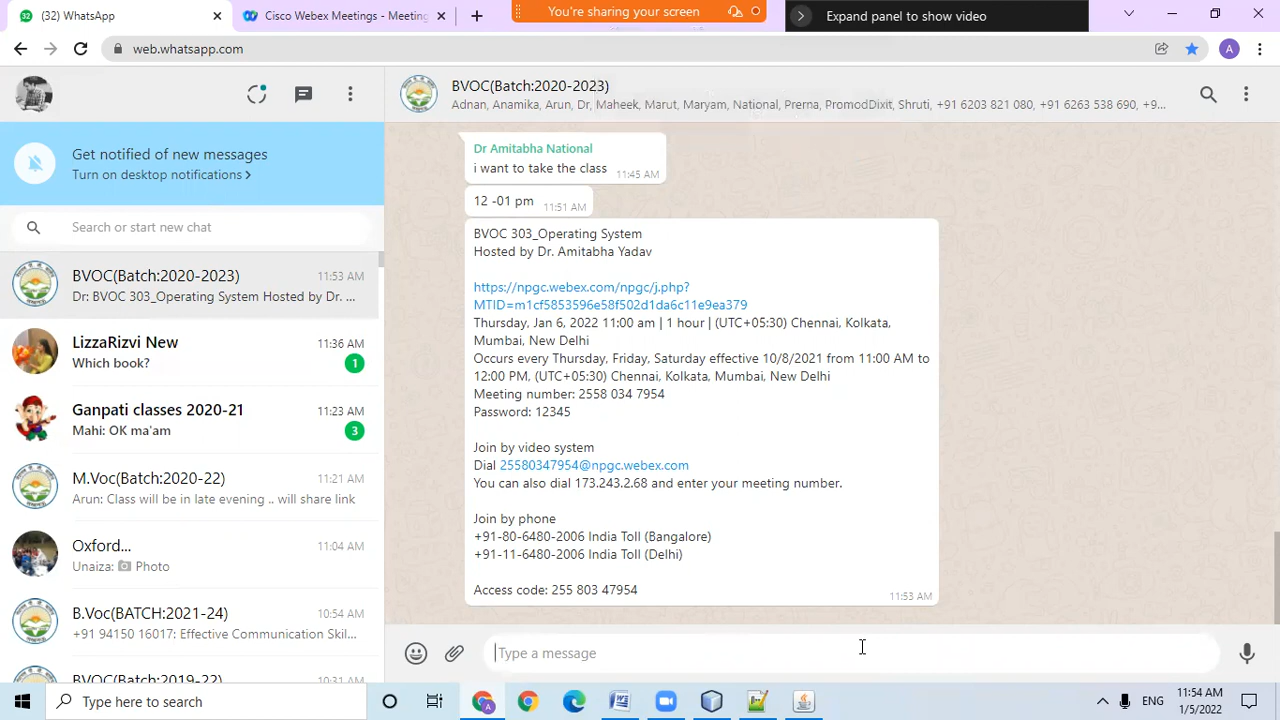 (32) WhatsApp
Cisco Webex Meetings - Meeting
You're sharing your screen
Expand panel to show video
web.whatsapp.com
A
BVOC(Batch:2020-2023)
Adnan, Anamika, Arun, Dr, Maheek, Marut, Maryam, National, Prerna, PromodDixit, Shruti, +91 6203 821 080, +91 6263 538 690, +9...
Get notified of new messages
Turn on desktop notifications >
Search or start new chat
BVOC(Batch:2020-2023) 11:53 AM
Dr: BVOC 303_Operating System Hosted by Dr. ...
LizzaRizvi New 11:36 AM
Which book? 1
Ganpati classes 2020-21 11:23 AM
Mahi: OK ma'am 3
M.Voc(Batch:2020-22) 11:21 AM
Arun: Class will be in late evening .. will share link
Oxford... 11:04 AM
Unaiza: Photo
B.Voc(BATCH:2021-24) 10:54 AM
+91 94150 16017: Effective Communication Skil...
BVOC(Batch:2019-22) 10:31 AM
Dr Amitabha National
i want to take the class 11:45 AM
12 -01 pm 11:51 AM
BVOC 303_Operating System
Hosted by Dr. Amitabha Yadav
https://npgc.webex.com/npgc/j.php?
MTID=m1cf5853596e58f502d1da6c11e9ea379
Thursday, Jan 6, 2022 11:00 am | 1 hour | (UTC+05:30) Chennai, Kolkata,
Mumbai, New Delhi
Occurs every Thursday, Friday, Saturday effective 10/8/2021 from 11:00 AM to
12:00 PM, (UTC+05:30) Chennai, Kolkata, Mumbai, New Delhi
Meeting number: 2558 034 7954
Password: 12345
Join by video system
Dial 25580347954@npgc.webex.com
You can also dial 173.243.2.68 and enter your meeting number.
Join by phone
+91-80-6480-2006 India Toll (Bangalore)
+91-11-6480-2006 India Toll (Delhi)
Access code: 255 803 47954
11:53 AM
Type a message
Type here to search
ENG
11:54 AM
1/5/2022